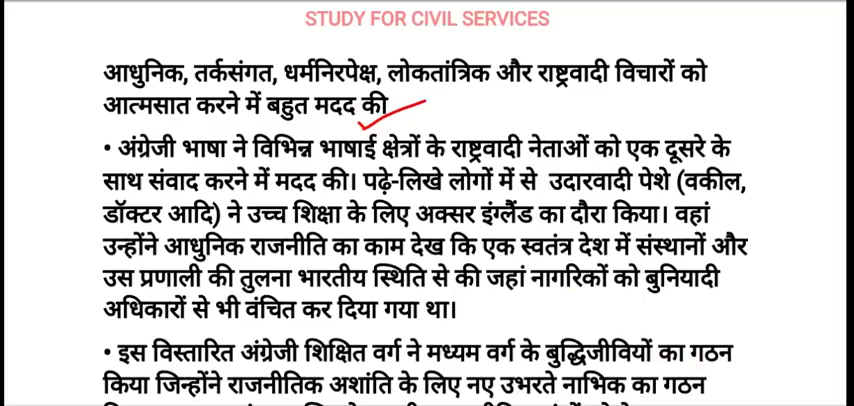 STUDY FOR CIVIL SERVICES
आधुनिक, तर्कसंगत, धर्मनिरपेक्ष, लोकतांत्रिक और राष्ट्रवादी विचारों को
आत्मसात करने में बहुत मदद की
• अंग्रेजी भाषा ने विभिन्न भाषाई क्षेत्रों के राष्ट्रवादी नेताओं को एक दूसरे के
साथ संवाद करने में मदद की। पढ़े-लिखे लोगों में से उदारवादी पेशे (वकील,
डॉक्टर आदि) ने उच्च शिक्षा के लिए अक्सर इंग्लैंड का दौरा किया। वहां
उन्होंने आधुनिक राजनीति का काम देख कि एक स्वतंत्र देश में संस्थानों और
उस प्रणाली की तुलना भारतीय स्थिति से की जहां नागरिकों को बुनियादी
अधिकारों से भी वंचित कर दिया गया था।
• इस विस्तारित अंग्रेजी शिक्षित वर्ग ने मध्यम वर्ग के बुद्धिजीवियों का गठन
किया जिन्होंने राजनीतिक अशांति के लिए नए उभरते नाभिक का गठन